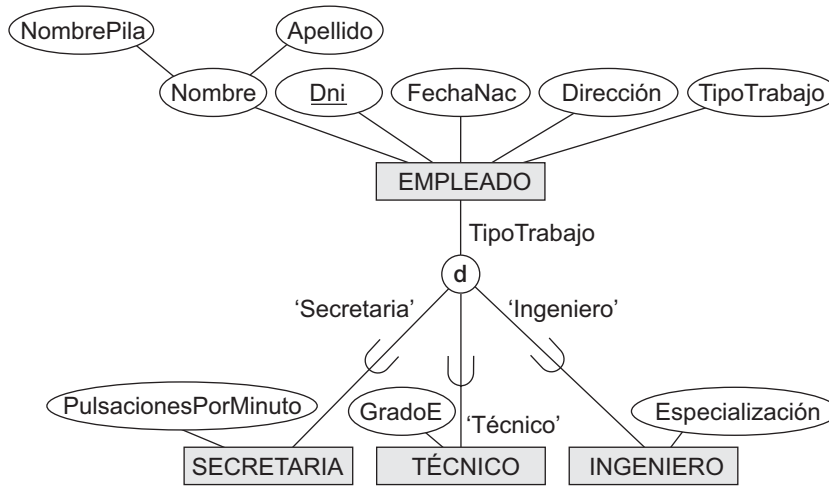 NombrePila
Apellido
Nombre
Dni
FechaNac
Dirección
TipoTrabajo
EMPLEADO
TipoTrabajo
d
‘Secretaria’
‘Ingeniero’
PulsacionesPorMinuto
GradoE
‘Técnico’
Especialización
SECRETARIA
TÉCNICO
INGENIERO